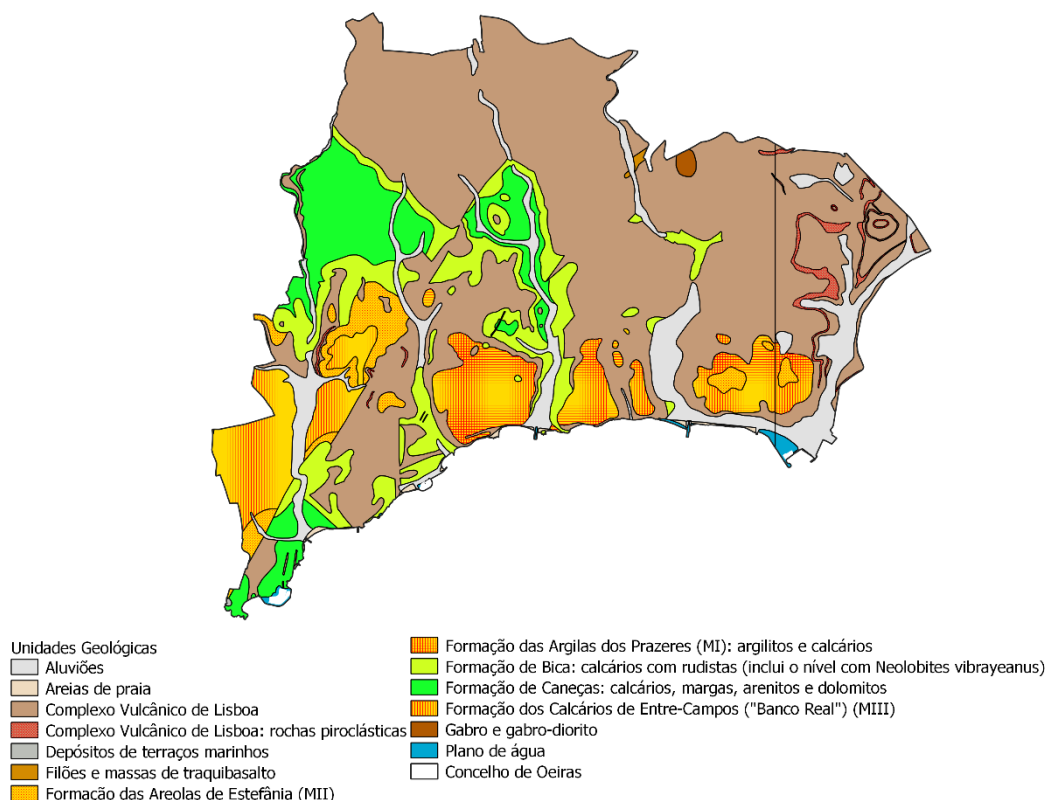 Unidades Geológicas
Aluviões
Areias de praia
Complexo Vulcânico de Lisboa
Complexo Vulcânico de Lisboa: rochas piroclásticas
Depósitos de terraços marinhos
Filões e massas de traquibasalto
Formação das Areolas de Estefânia (MII)
Formação das Argilas dos Prazeres (MI): argilitos e calcários
Formação de Bica: calcários com rudistas (inclui o nível com Neolobites vibrayeanus)
Formação de Caneças: calcários, margas, arenitos e dolomitos
Formação dos Calcários de Entre-Campos ("Banco Real") (MIII)
Gabro e gabro-diorito
Plano de água
Concelho de Oeiras